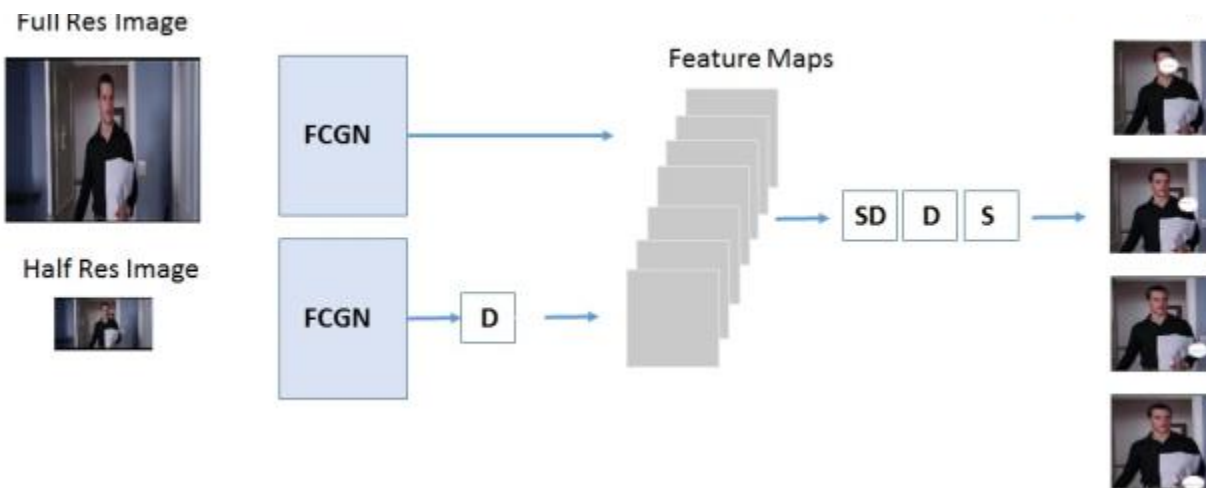 Full Res Image
FCGN
Feature Maps
SD D S
Half Res Image
FCGN
D